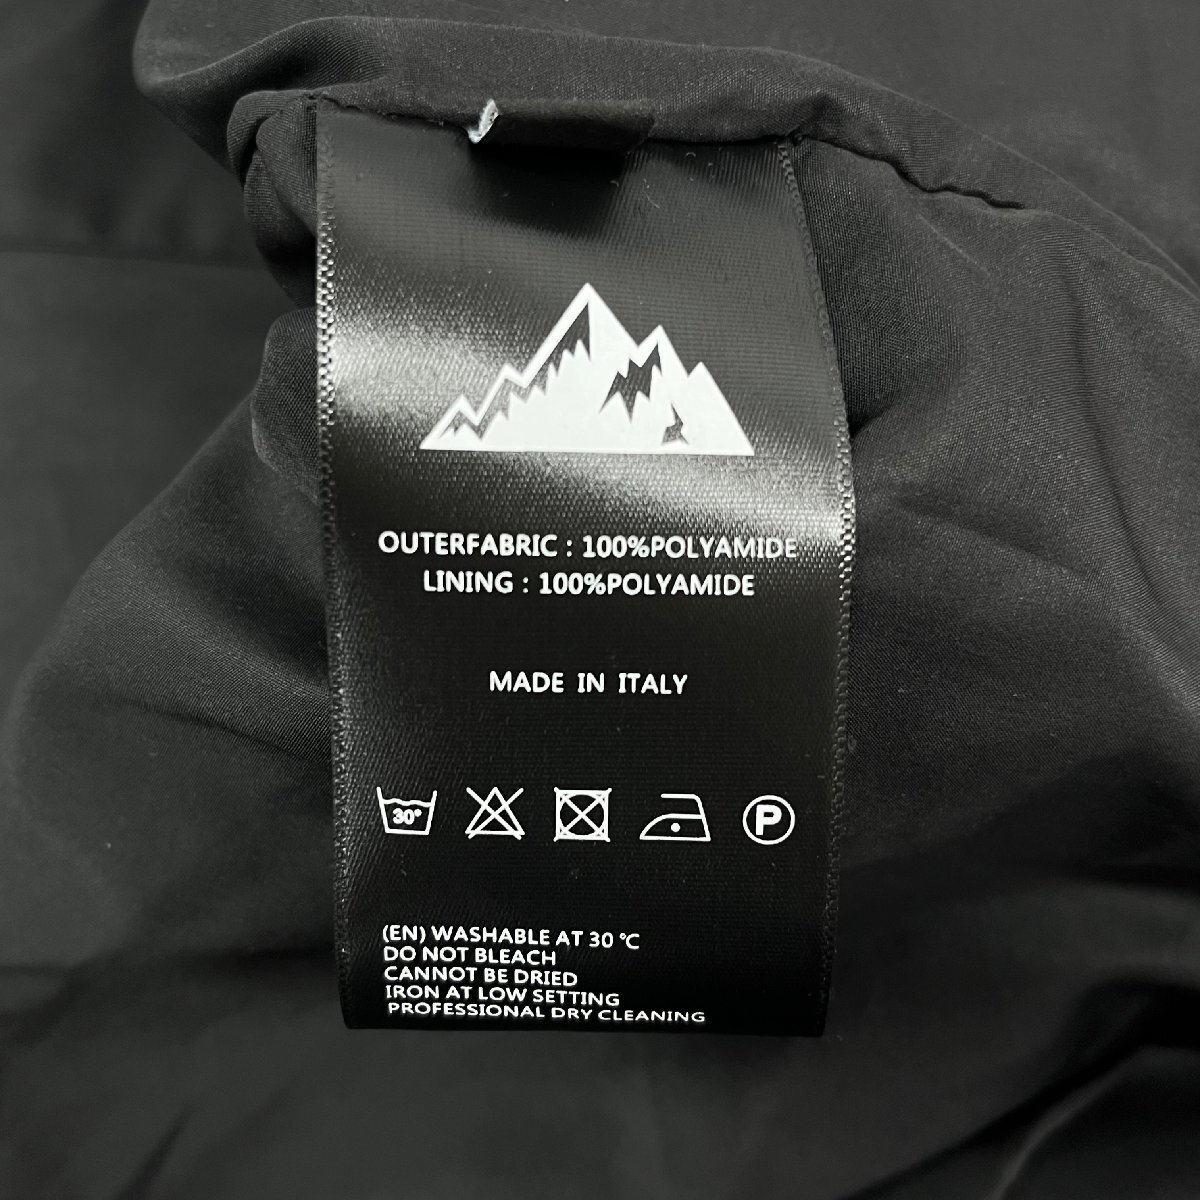 OUTERFABRIC : 100%POLYAMIDE
LINING : 100%POLYAMIDE
MADE IN ITALY
30°
P
(EN) WASHABLE AT 30 ℃
DO NOT BLEACH
CANNOT BE DRIED
IRON AT LOW SETTING
PROFESSIONAL DRY CLEANING